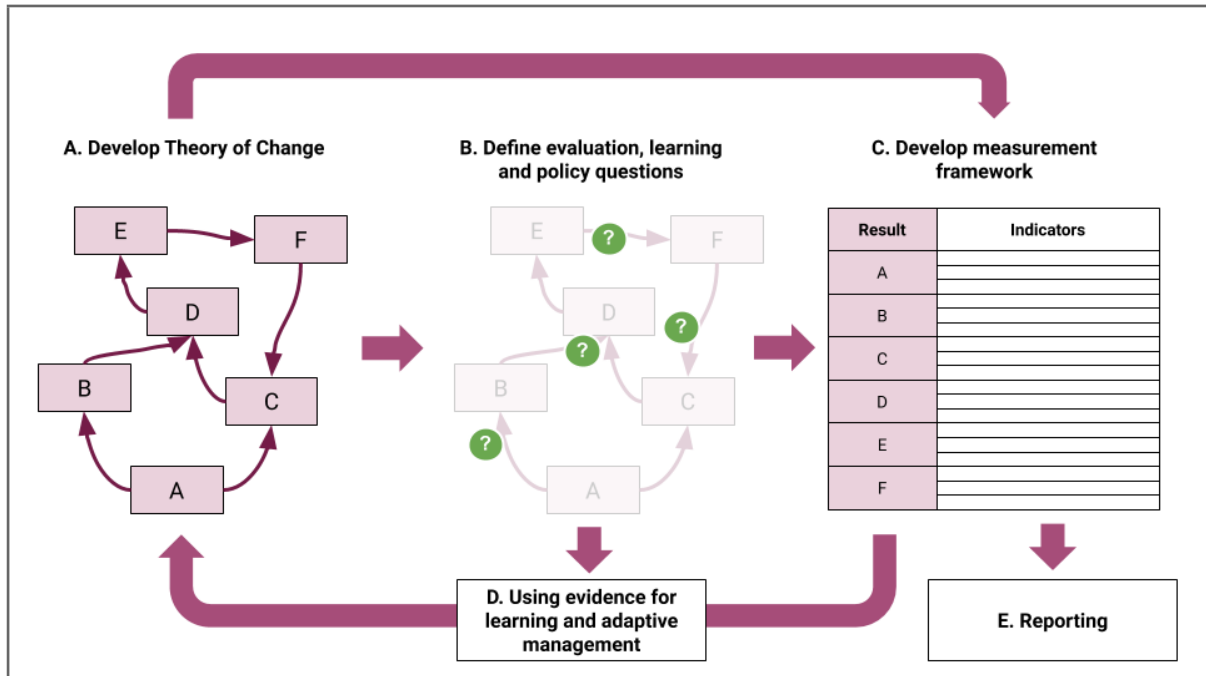 A. Develop Theory of Change
E
F
D
B
C
A
B. Define evaluation, learning
and policy questions
E
?
F
D
?
?
B
C
?
A
C. Develop measurement
framework
Result Indicators
A
B
C
D
E
F
D. Using evidence for
learning and adaptive
management
E. Reporting